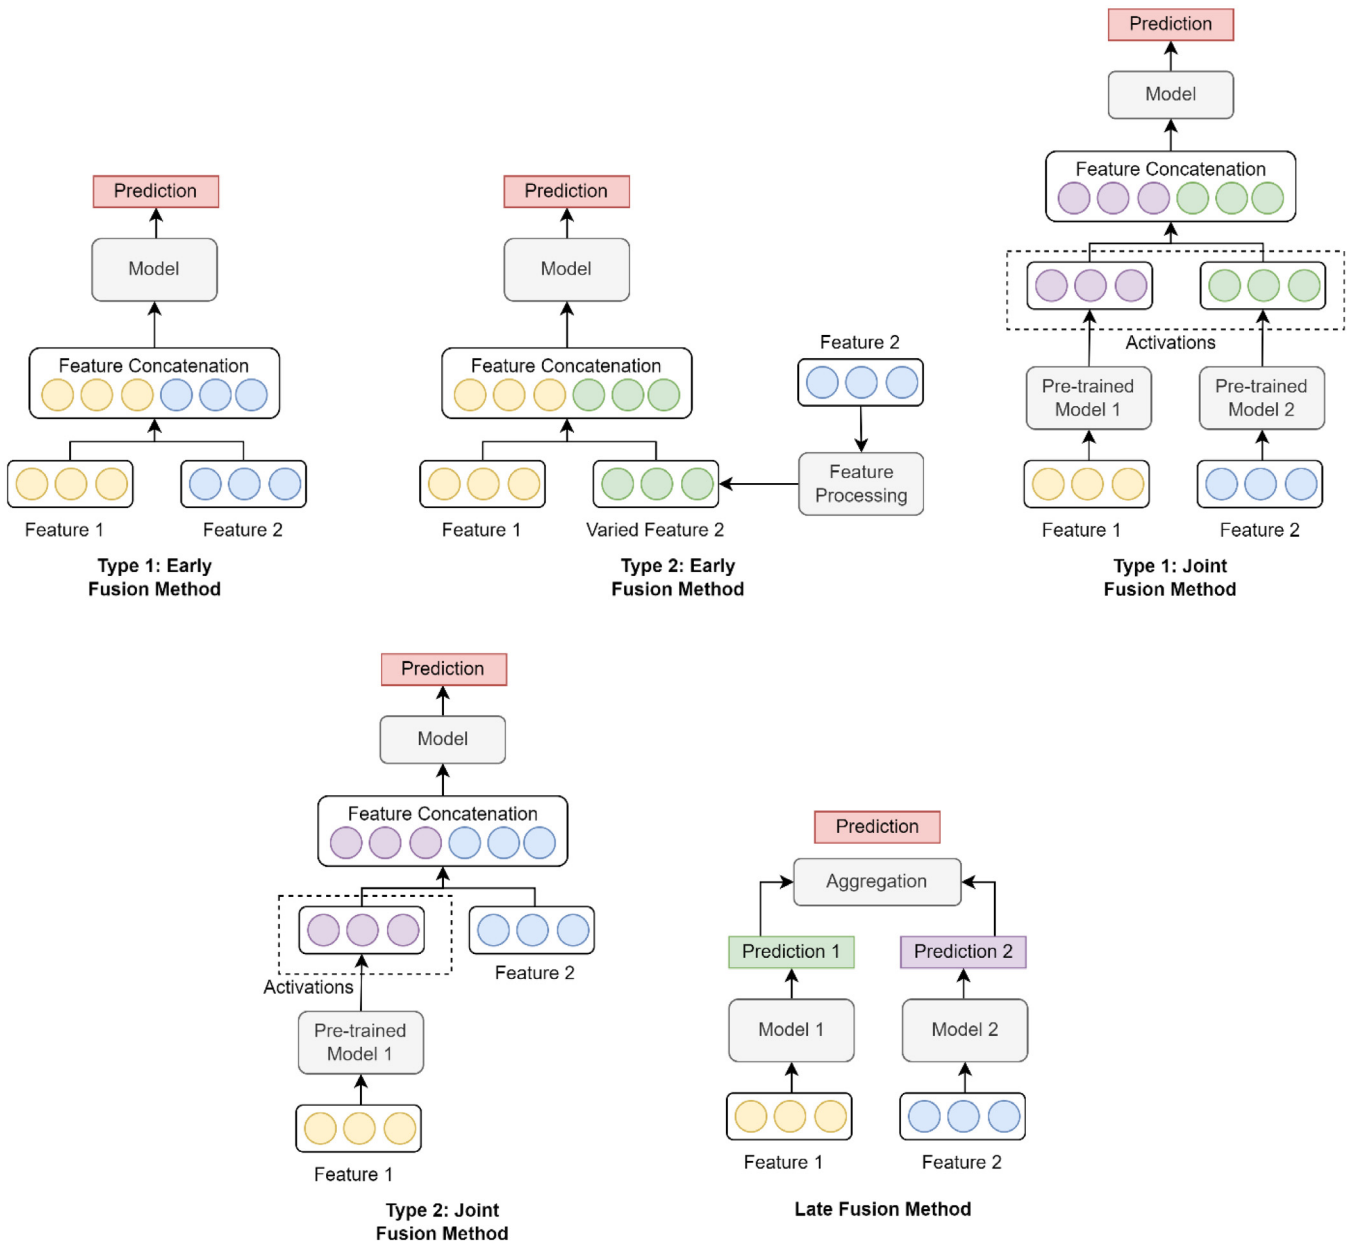 Prediction
Model
Feature Concatenation
Feature 1
Feature 2
Type 1: Early
Fusion Method
Prediction
Model
Feature Concatenation
Feature 1
Varied Feature 2
Feature 2
Feature
Processing
Type 2: Early
Fusion Method
Prediction
Model
Feature Concatenation
Activations
Pre-trained
Model 1
Pre-trained
Model 2
Feature 1
Feature 2
Type 1: Joint
Fusion Method
Prediction
Model
Feature Concatenation
Feature 2
Activations
Pre-trained
Model 1
Feature 1
Type 2: Joint
Fusion Method
Prediction
Aggregation
Prediction 1
Prediction 2
Model 1
Model 2
Feature 1
Feature 2
Late Fusion Method